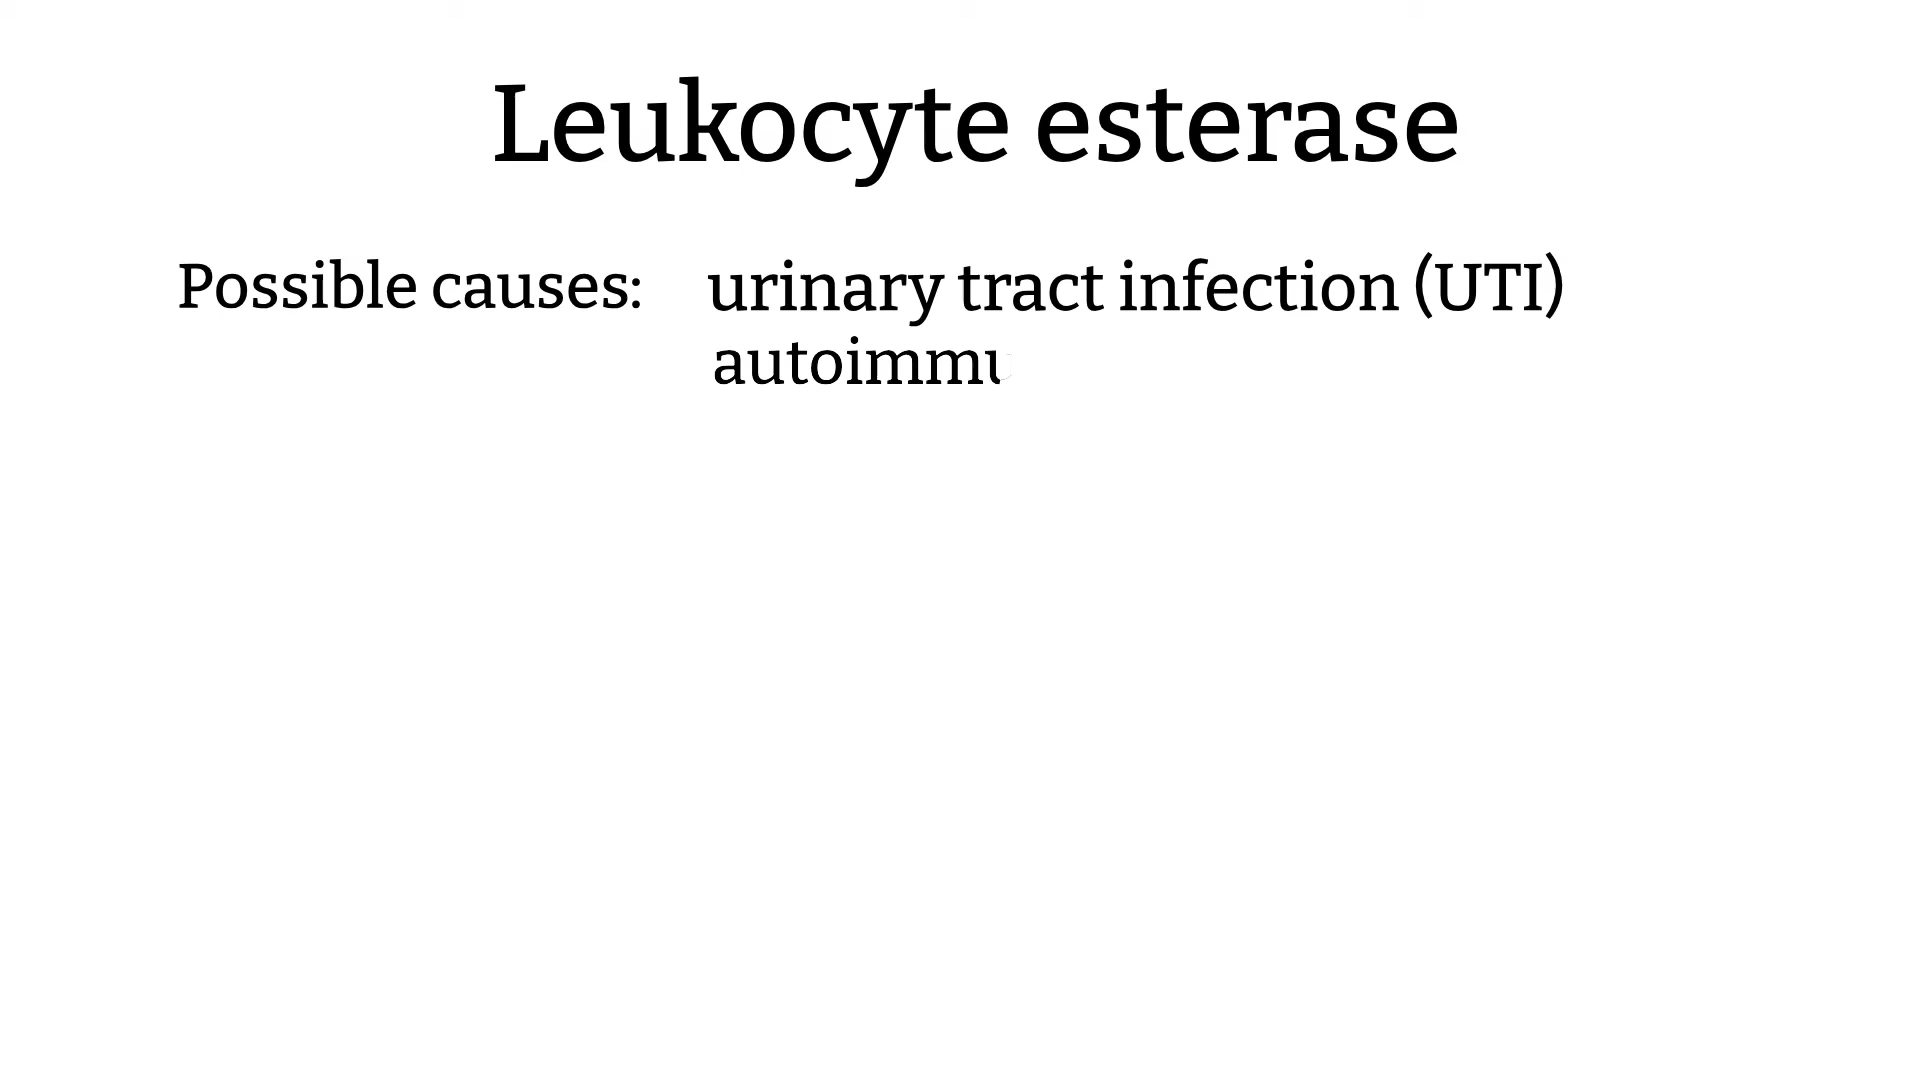 Leukocyte esterase
Possible causes: urinary tract infection (UTI)
autoimmu